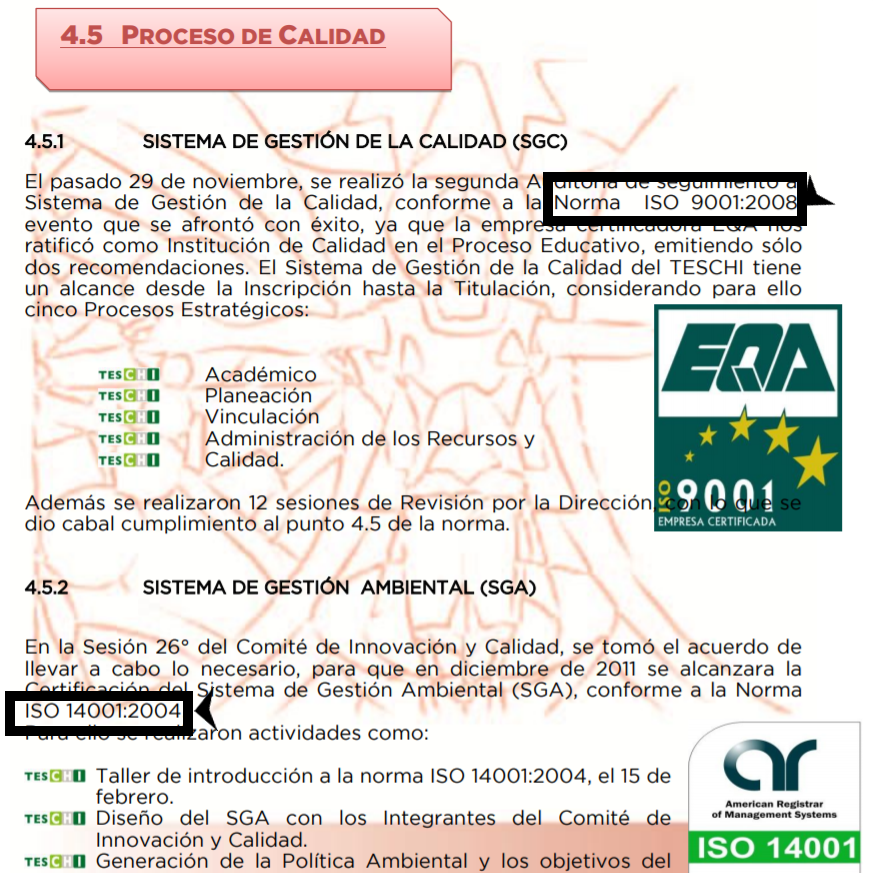 4.5 PROCESO DE CALIDAD
4.5.1 SISTEMA DE GESTIÓN DE LA CALIDAD (SGC)
El pasado 29 de noviembre, se realizó la segunda Auditoría de seguimiento al
Sistema de Gestión de la Calidad, conforme a la Norma ISO 9001:2008
evento que se afrontó con éxito, ya que la empresa certificadora EQA nos
ratificó como Institución de Calidad en el Proceso Educativo, emitiendo sólo
dos recomendaciones. El Sistema de Gestión de la Calidad del TESCHI tiene
un alcance desde la Inscripción hasta la Titulación, considerando para ello
cinco Procesos Estratégicos:
EQA
TESCHI Académico
TESCHI Planeación
TESCHI Vinculación
TESCHI Administración de los Recursos y
TESCHI Calidad.
ISO 9001
EMPRESA CERTIFICADA
Además se realizaron 12 sesiones de Revisión por la Dirección, con lo que se
dio cabal cumplimiento al punto 4.5 de la norma.
4.5.2 SISTEMA DE GESTIÓN AMBIENTAL (SGA)
En la Sesión 26° del Comité de Innovación y Calidad, se tomó el acuerdo de
llevar a cabo lo necesario, para que en diciembre de 2011 se alcanzara la
Certificación del Sistema de Gestión Ambiental (SGA), conforme a la Norma
ISO 14001:2004
Para ello se realizaron actividades como:
TESCHI Taller de introducción a la norma ISO 14001:2004, el 15 de
febrero.
TESCHI Diseño del SGA con los Integrantes del Comité de
Innovación y Calidad.
TESCHI Generación de la Política Ambiental y los objetivos del
ar
American Registrar
of Management Systems
ISO 14001